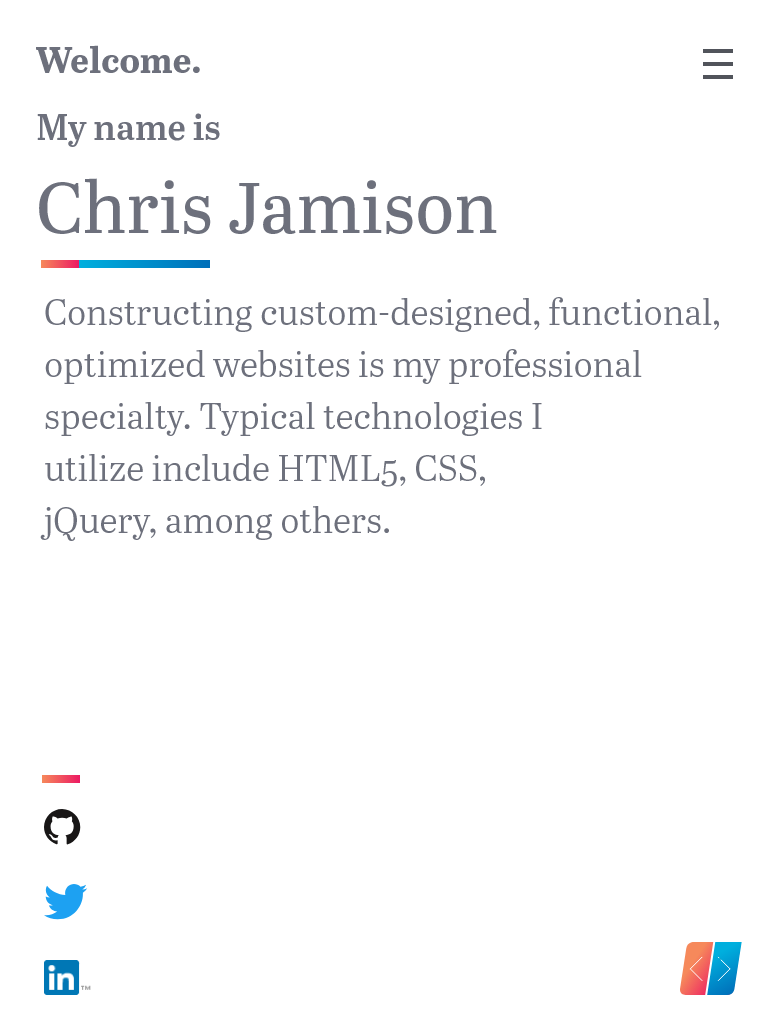 Welcome.
My name is
Chris Jamison
Constructing custom-designed, functional,
optimized websites is my professional
specialty. Typical technologies I
utilize include HTML5, CSS,
jQuery, among others.
in™